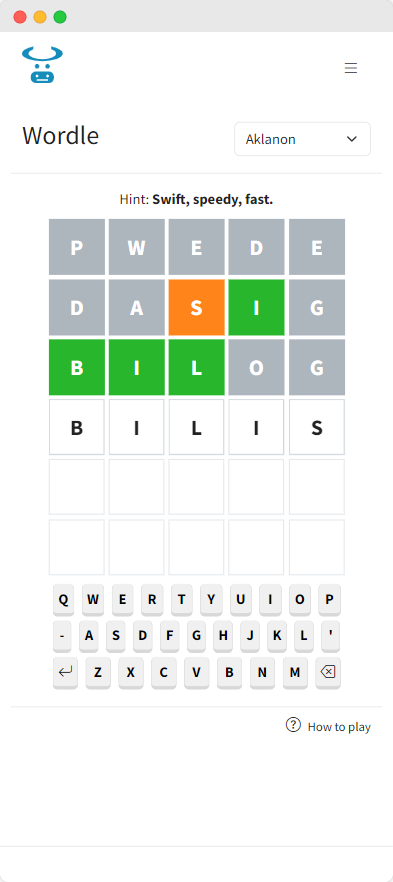 Wordle
Aklanon
Hint: Swift, speedy, fast.
P W E D E
D A S I G
B I L O G
B I L I S
Q W E R T Y U I O P
- A S D F G H J K L '
Z X C V B N M
? How to play